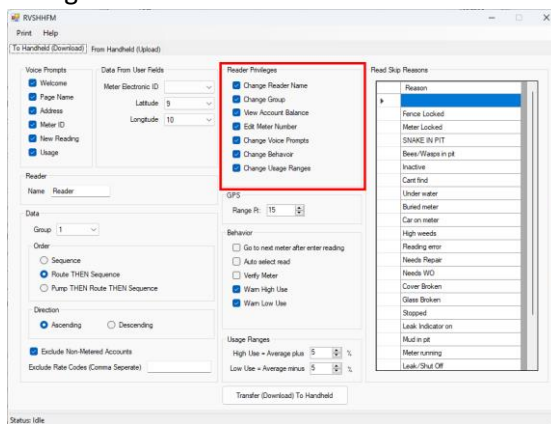 RVSHHFM
Print Help
To Handheld (Download) From Handheld (Upload)
Voice Prompts
Welcome
Page Name
Address
Meter ID
New Reading
Usage
Data From User Fields
Meter Electronic ID
Latitude 9
Longitude 10
Reader
Name Reader
Data
Group 1
Order
Sequence
Route THEN Sequence
Pump THEN Route THEN Sequence
Direction
Ascending Descending
Exclude Non-Metered Accounts
Exclude Rate Codes (Comma Seperate)
Reader Privileges
Change Reader Name
Change Group
View Account Balance
Edit Meter Number
Change Voice Prompts
Change Behavoir
Change Usage Ranges
GPS
Range Ft: 15
Behavior
Go to next meter after enter reading
Auto select read
Verify Meter
Warn High Use
Warn Low Use
Usage Ranges
High Use = Average plus 5 %
Low Use = Average minus 5 %
Transfer (Download) To Handheld
Read Skip Reasons
Reason
Fence Locked
Meter Locked
SNAKE IN PIT
Bees/Wasps in pit
Inactive
Cant find
Under water
Buried meter
Car on meter
High weeds
Reading error
Needs Repair
Needs WO
Cover Broken
Glass Broken
Stopped
Leak Indicator on
Mud in pit
Meter running
Leak/Shut Off
Status: Idle